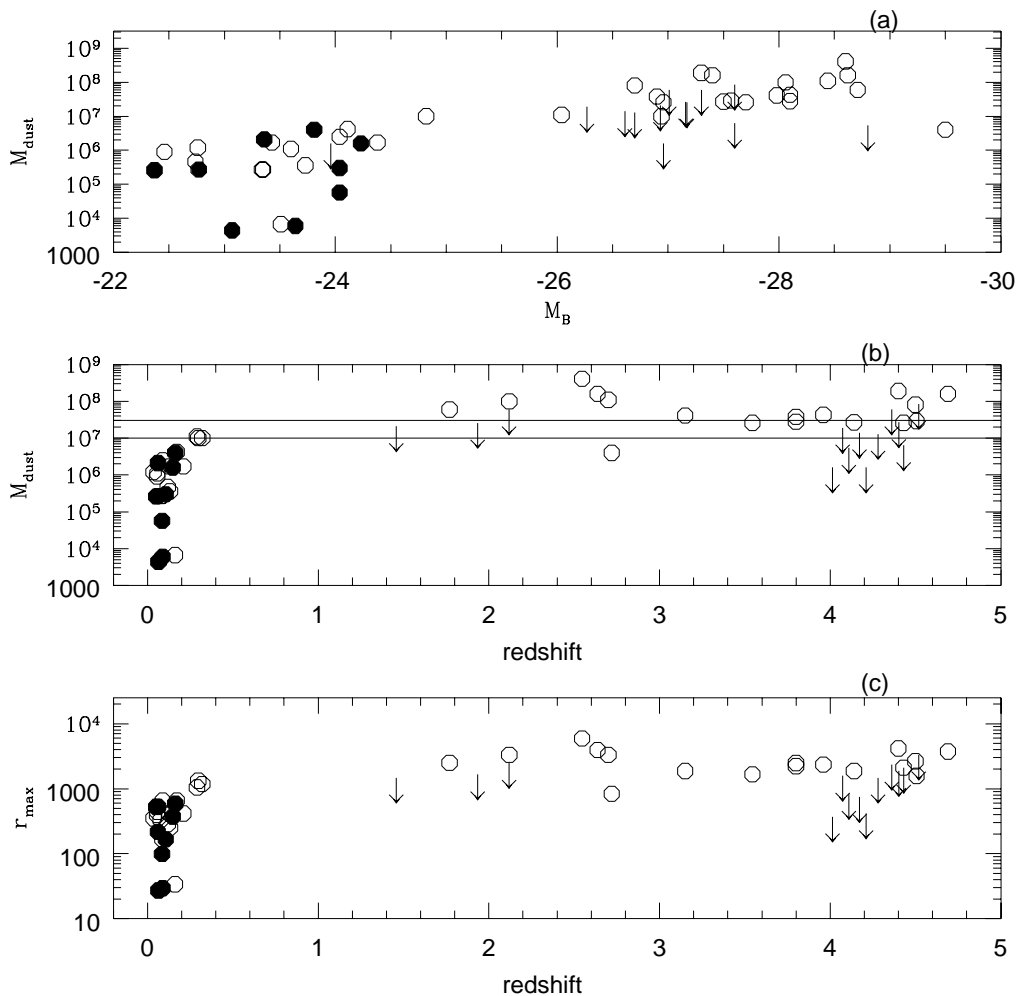 (a)
10⁹
10⁸
10⁷
10⁶
10⁵
10⁴
1000
M_dust
-22 -24 -26 -28 -30
M_B
(b)
10⁹
10⁸
10⁷
10⁶
10⁵
10⁴
1000
M_dust
0 1 2 3 4 5
redshift
(c)
10⁴
1000
100
10
r_max
0 1 2 3 4 5
redshift